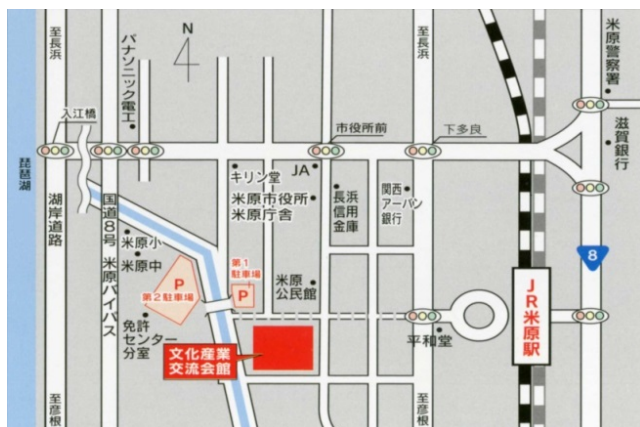 至長浜
パナソニック電工
N
至長浜
米原警察署
入江橋
市役所前
下多良
滋賀銀行
琵琶湖
湖岸道路
国道8号 米原バイパス
キリン堂
JA
米原市役所
米原庁舎
長浜
信用
金庫
関西
アーバン
銀行
米原小
米原中
第1
駐車場
P
P
第2駐車場
米原
公民館
8
JR米原駅
免許
センター
分室
平和堂
文化産業
交流会館
至彦根
至彦根
至彦根